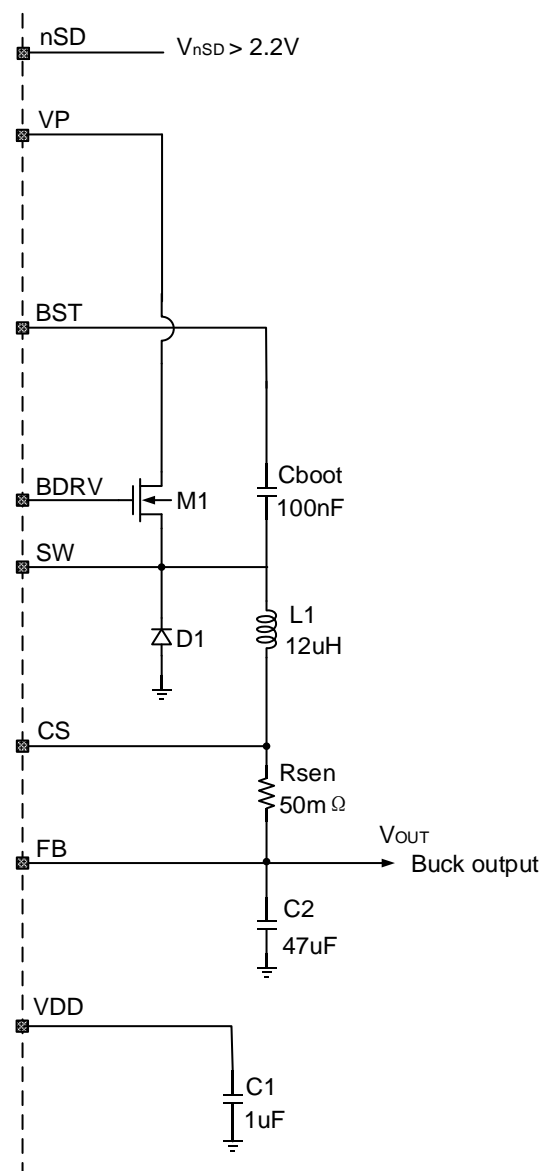 nSD
VnSD > 2.2V
VP
BST
Cboot
100nF
BDRV
M1
SW
L1
12uH
D1
CS
Rsen
50m Ω
VOUT
FB
Buck output
C2
47uF
VDD
C1
1uF